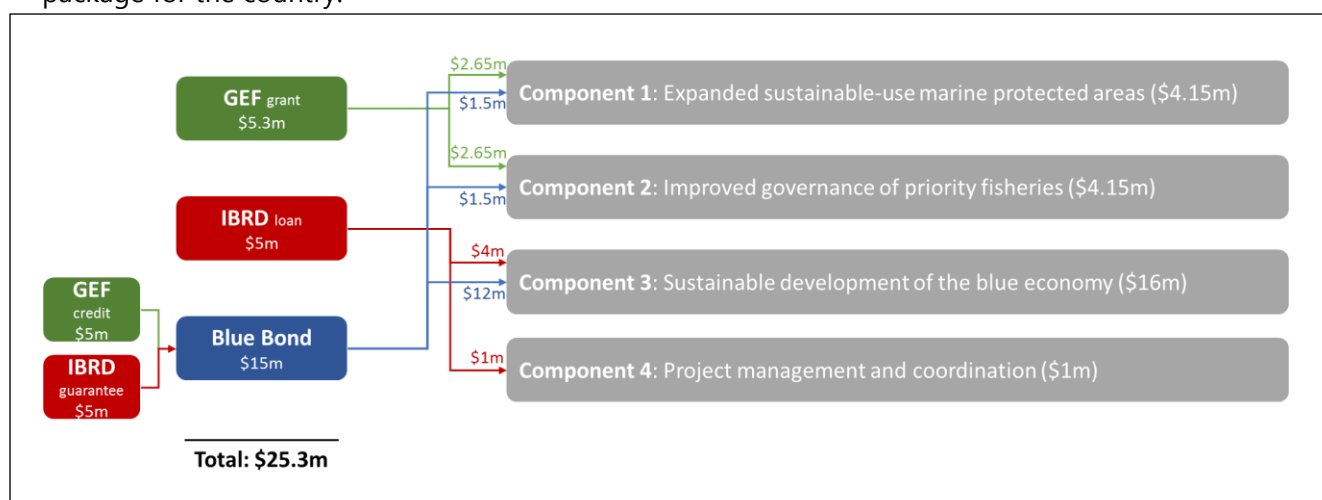 package for the country.
GEF grant
$5.3m
IBRD loan
$5m
GEF
credit
$5m
IBRD
guarantee
$5m
Blue Bond
$15m
Total: $25.3m
$2.65m
$1.5m
Component 1: Expanded sustainable-use marine protected areas ($4.15m)
$2.65m
$1.5m
Component 2: Improved governance of priority fisheries ($4.15m)
$4m
$12m
Component 3: Sustainable development of the blue economy ($16m)
$1m
Component 4: Project management and coordination ($1m)